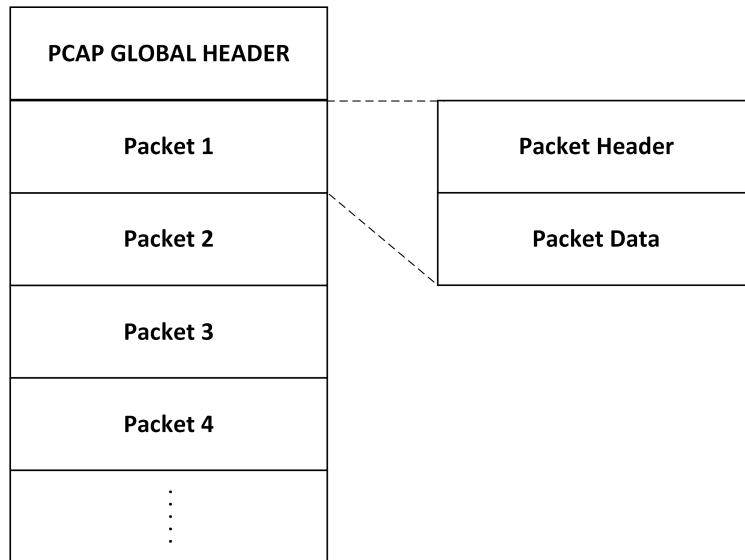 PCAP GLOBAL HEADER
Packet 1
Packet 2
Packet 3
Packet 4
Packet Header
Packet Data